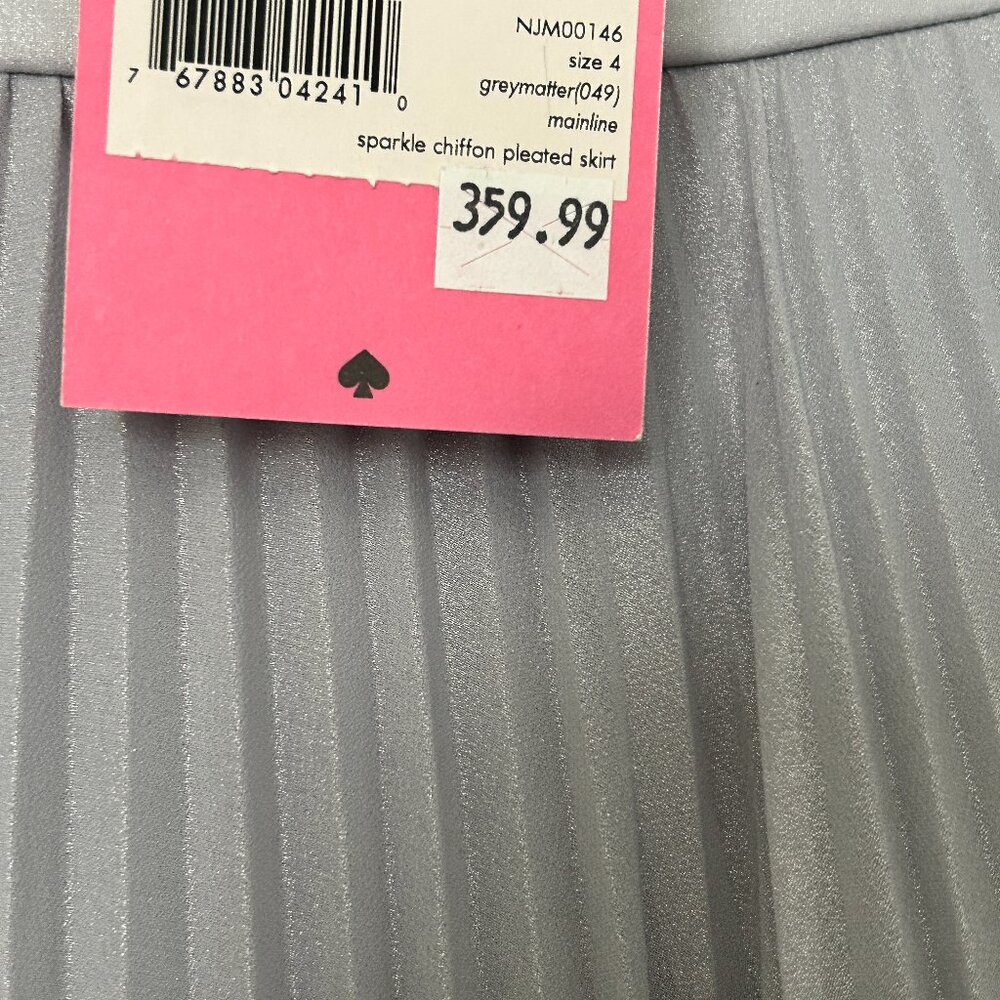 NJM00146
size 4
greymatter(049)
mainline
sparkle chiffon pleated skirt
7 67883 04241 0
359.99